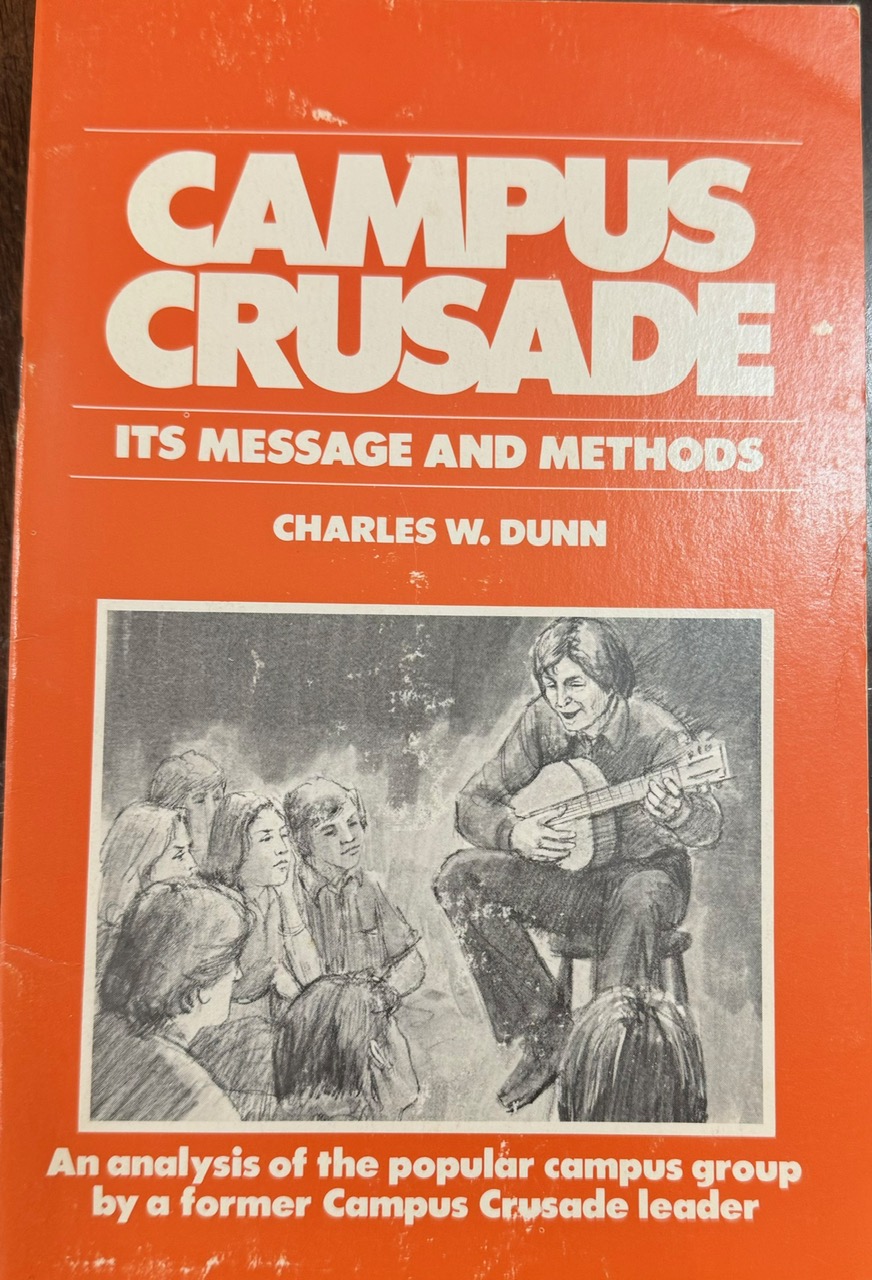 CAMPUS
CRUSADE
ITS MESSAGE AND METHODS
CHARLES W. DUNN
An analysis of the popular campus group
by a former Campus Crusade leader